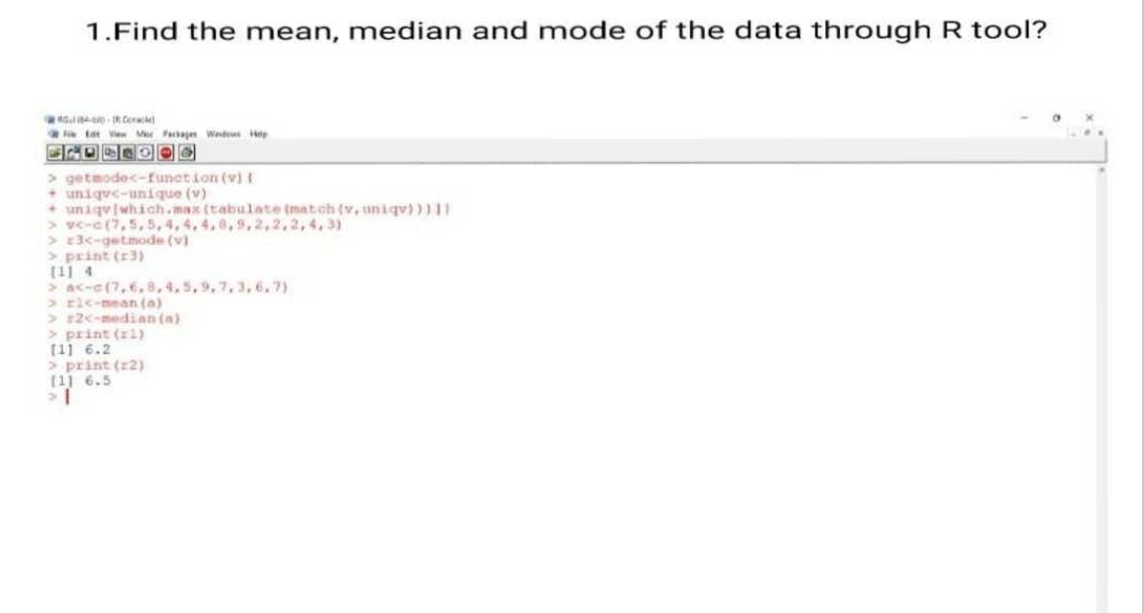 1.Find the mean, median and mode of the data through R tool?
RGui (64-bit) - [R Console]
File Edit View Misc Packages Windows Help
> getmode<-function(v){
+ uniqv<-unique(v)
+ uniqv[which.max(tabulate(match(v,uniqv)))]}
> v<-c(7,5,5,4,4,4,8,9,2,2,2,4,3)
> r3<-getmode(v)
> print(r3)
[1] 4
> a<-c(7,6,8,4,5,9,7,3,6,7)
> r1<-mean(a)
> r2<-median(a)
> print(r1)
[1] 6.2
> print(r2)
[1] 6.5
>